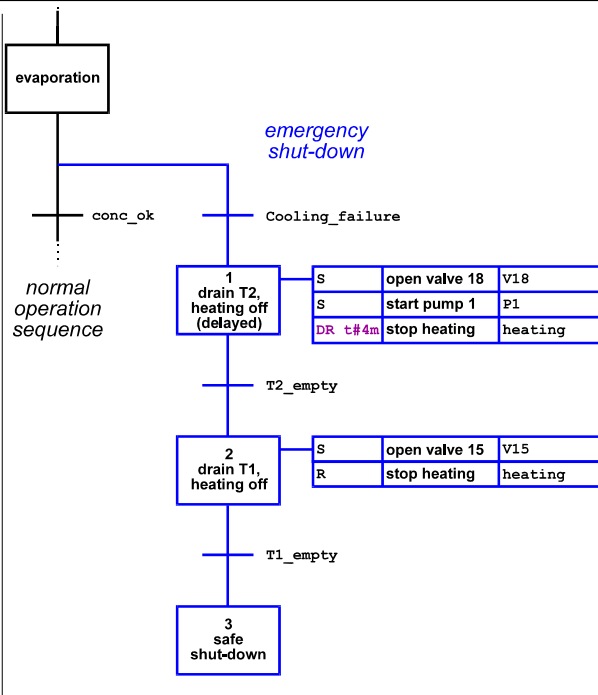 evaporation
emergency
shut-down
conc_ok
Cooling_failure
normal
operation
sequence
1
drain T2,
heating off
(delayed)
S open valve 18 V18
S start pump 1 P1
DR t#4m stop heating heating
T2_empty
2
drain T1,
heating off
S open valve 15 V15
R stop heating heating
T1_empty
3
safe
shut-down